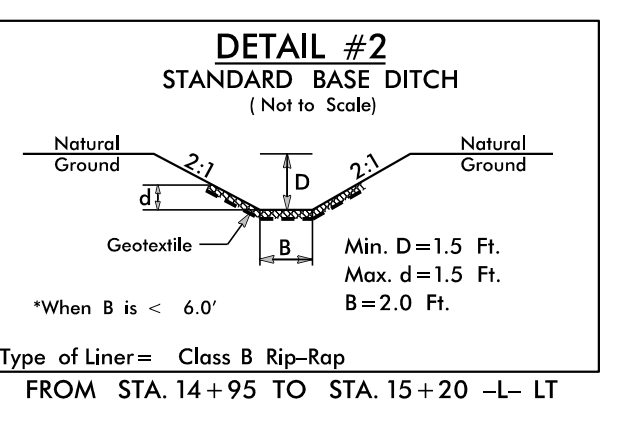 DETAIL #2
STANDARD BASE DITCH
( Not to Scale)
Natural
Ground
2:1
D
2:1
Natural
Ground
d
Geotextile
B
Min. D=1.5 Ft.
Max. d=1.5 Ft.
B=2.0 Ft.
*When B is < 6.0'
Type of Liner= Class B Rip-Rap
FROM STA. 14+95 TO STA. 15+20 -L- LT